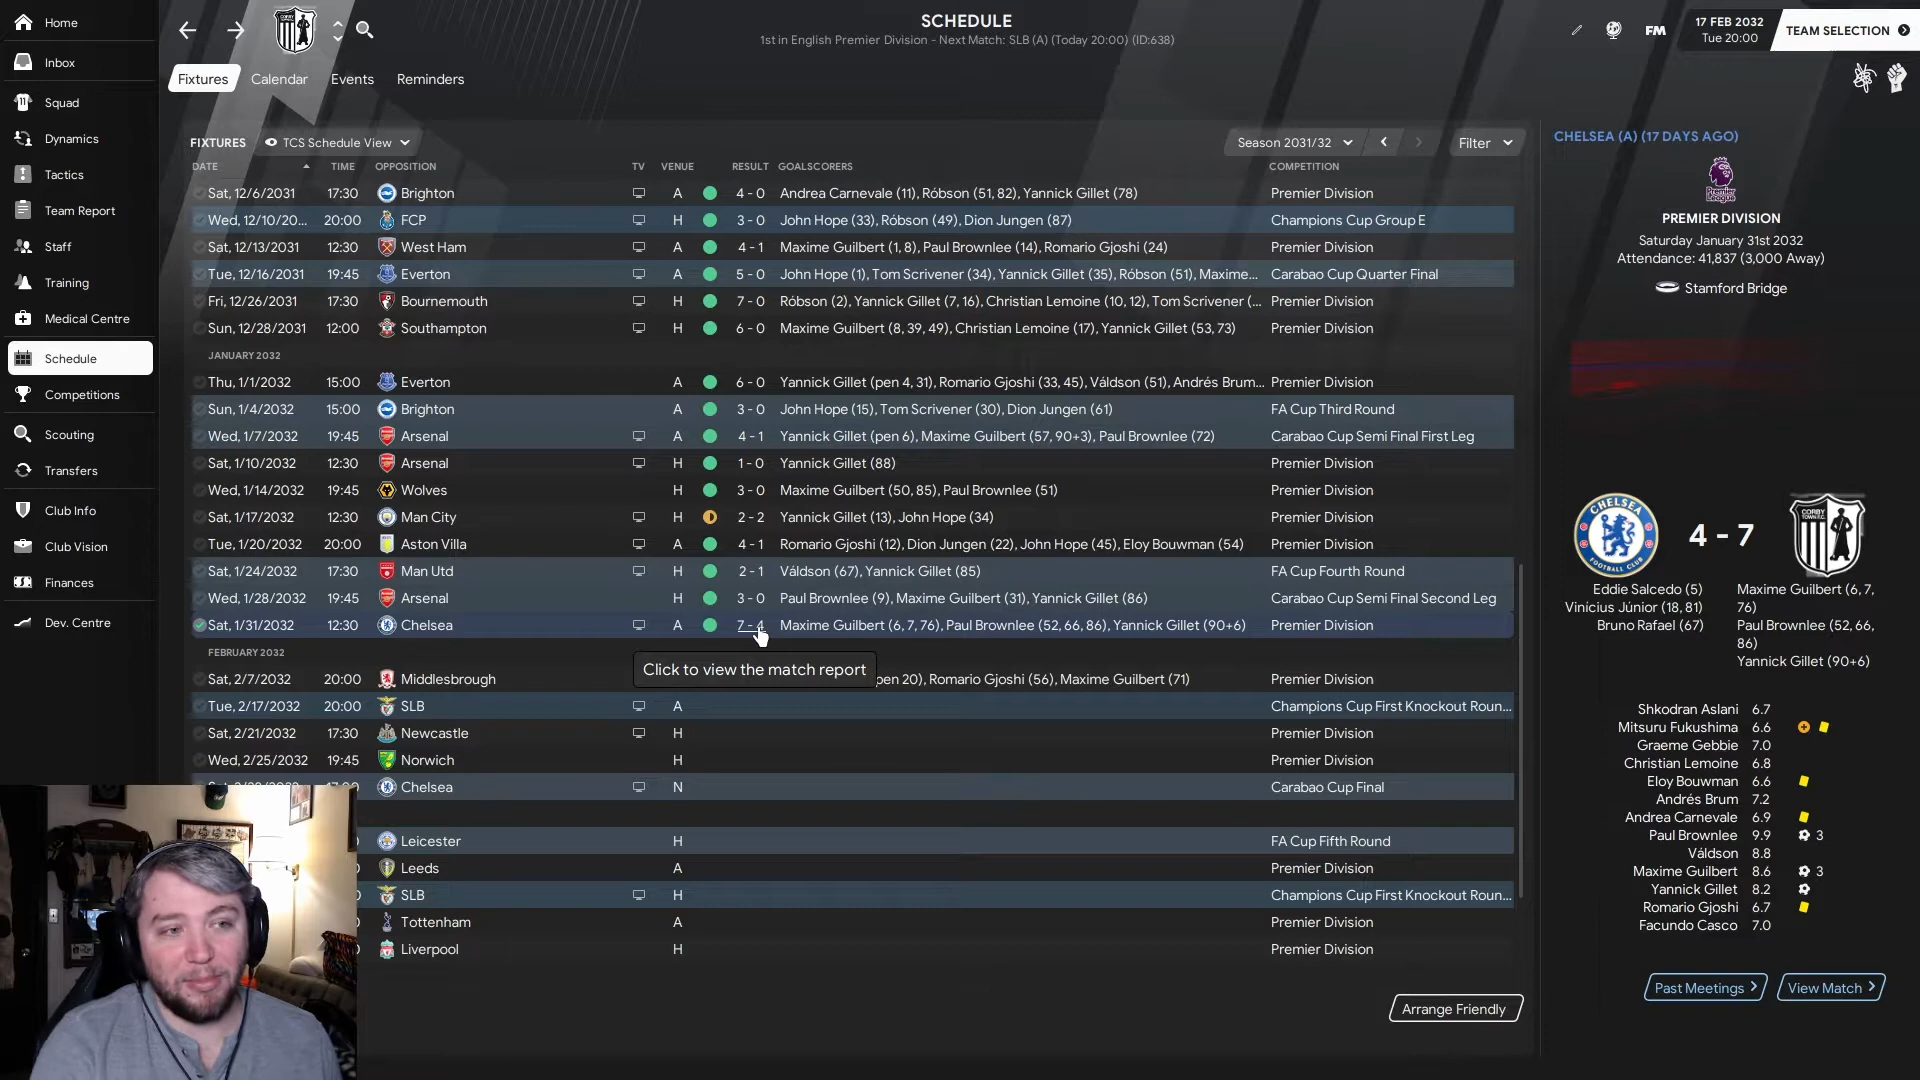 Home
Inbox
Squad
Dynamics
Tactics
Team Report
Staff
Training
Medical Centre
Schedule
Competitions
Scouting
Transfers
Club Info
Club Vision
Finances
Dev. Centre
SCHEDULE
1st in English Premier Division - Next Match: SLB (A) (Today 20:00) (ID:638)
FM
17 FEB 2032
Tue 20:00
TEAM SELECTION
Fixtures Calendar Events Reminders
FIXTURES TCS Schedule View Season 2031/32 Filter
DATE TIME OPPOSITION TV VENUE RESULT GOALSCORERS COMPETITION
Sat, 12/6/2031 17:30 Brighton A 4 - 0 Andrea Carnevale (11), Róbson (51, 82), Yannick Gillet (78) Premier Division
Wed, 12/10/20... 20:00 FCP H 3 - 0 John Hope (33), Róbson (49), Dion Jungen (87) Champions Cup Group E
Sat, 12/13/2031 12:30 West Ham A 4 - 1 Maxime Guilbert (1, 8), Paul Brownlee (14), Romario Gjoshi (24) Premier Division
Tue, 12/16/2031 19:45 Everton A 5 - 0 John Hope (1), Tom Scrivener (34), Yannick Gillet (35), Róbson (51), Maxime... Carabao Cup Quarter Final
Fri, 12/26/2031 17:30 Bournemouth H 7 - 0 Róbson (2), Yannick Gillet (7, 16), Christian Lemoine (10, 12), Tom Scrivener (... Premier Division
Sun, 12/28/2031 12:00 Southampton H 6 - 0 Maxime Guilbert (8, 39, 49), Christian Lemoine (17), Yannick Gillet (53, 73) Premier Division
JANUARY 2032
Thu, 1/1/2032 15:00 Everton A 6 - 0 Yannick Gillet (pen 4, 31), Romario Gjoshi (33, 45), Váldson (51), Andrés Brum... Premier Division
Sun, 1/4/2032 15:00 Brighton A 3 - 0 John Hope (15), Tom Scrivener (30), Dion Jungen (61) FA Cup Third Round
Wed, 1/7/2032 19:45 Arsenal A 4 - 1 Yannick Gillet (pen 6), Maxime Guilbert (57, 90+3), Paul Brownlee (72) Carabao Cup Semi Final First Leg
Sat, 1/10/2032 12:30 Arsenal H 1 - 0 Yannick Gillet (88) Premier Division
Wed, 1/14/2032 19:45 Wolves H 3 - 0 Maxime Guilbert (50, 85), Paul Brownlee (51) Premier Division
Sat, 1/17/2032 12:30 Man City H 2 - 2 Yannick Gillet (13), John Hope (34) Premier Division
Tue, 1/20/2032 20:00 Aston Villa A 4 - 1 Romario Gjoshi (12), Dion Jungen (22), John Hope (45), Eloy Bouwman (54) Premier Division
Sat, 1/24/2032 17:30 Man Utd H 2 - 1 Váldson (67), Yannick Gillet (85) FA Cup Fourth Round
Wed, 1/28/2032 19:45 Arsenal H 3 - 0 Paul Brownlee (9), Maxime Guilbert (31), Yannick Gillet (86) Carabao Cup Semi Final Second Leg
Sat, 1/31/2032 12:30 Chelsea A 7 - 4 Maxime Guilbert (6, 7, 76), Paul Brownlee (52, 66, 86), Yannick Gillet (90+6) Premier Division
FEBRUARY 2032
Click to view the match report
Sat, 2/7/2032 20:00 Middlesbrough pen 20), Romario Gjoshi (56), Maxime Guilbert (71) Premier Division
Tue, 2/17/2032 20:00 SLB A Champions Cup First Knockout Roun...
Sat, 2/21/2032 17:30 Newcastle H Premier Division
Wed, 2/25/2032 19:45 Norwich H Premier Division
Chelsea N Carabao Cup Final
Leicester H FA Cup Fifth Round
Leeds A Premier Division
SLB H Champions Cup First Knockout Roun...
Tottenham A Premier Division
Liverpool H Premier Division
Arrange Friendly
CHELSEA (A) (17 DAYS AGO)
Premier League
PREMIER DIVISION
Saturday January 31st 2032
Attendance: 41,837 (3,000 Away)
Stamford Bridge
CHELSEA FOOTBALL CLUB
4 - 7
CORBY TOWN F.C.
Eddie Salcedo (5)
Vinícius Júnior (18, 81)
Bruno Rafael (67)
Maxime Guilbert (6, 7,
76)
Paul Brownlee (52, 66,
86)
Yannick Gillet (90+6)
Shkodran Aslani 6.7
Mitsuru Fukushima 6.6
Graeme Gebbie 7.0
Christian Lemoine 6.8
Eloy Bouwman 6.6
Andrés Brum 7.2
Andrea Carnevale 6.9
Paul Brownlee 9.9 3
Váldson 8.8
Maxime Guilbert 8.6 3
Yannick Gillet 8.2
Romario Gjoshi 6.7
Facundo Casco 7.0
Past Meetings View Match